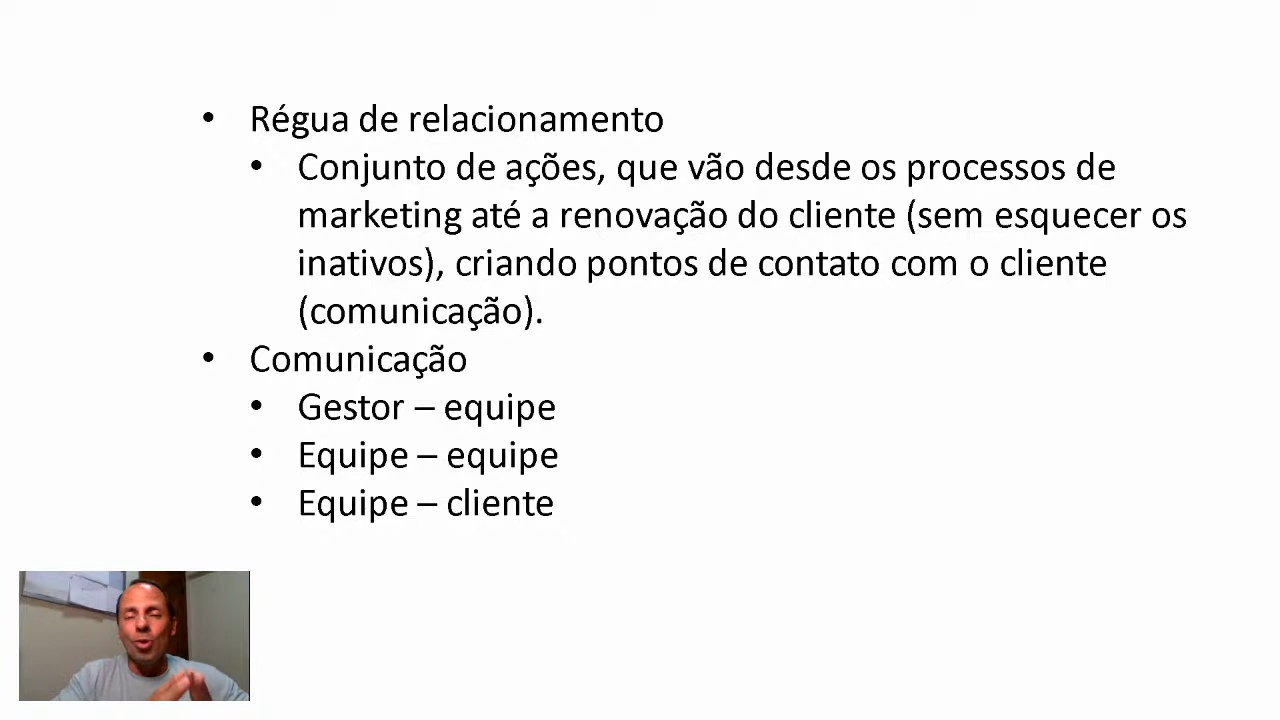 • Régua de relacionamento
• Conjunto de ações, que vão desde os processos de
marketing até a renovação do cliente (sem esquecer os
inativos), criando pontos de contato com o cliente
(comunicação).
• Comunicação
• Gestor – equipe
• Equipe – equipe
• Equipe – cliente